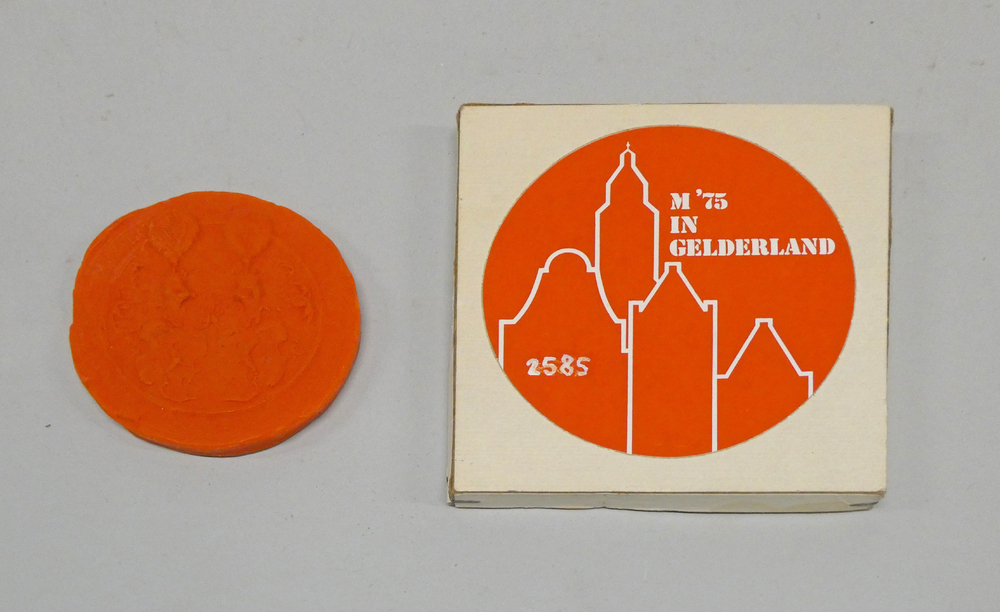 M '75
IN
GELDERLAND
2585